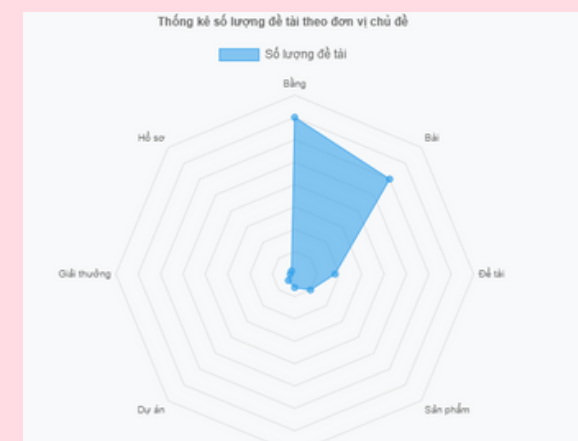 Thống kê số lượng đề tài theo đơn vị chủ đề
Số lượng đề tài
Bằng
Hồ sơ
Bài
Giải thưởng
Đề tài
Dự án
Sản phẩm